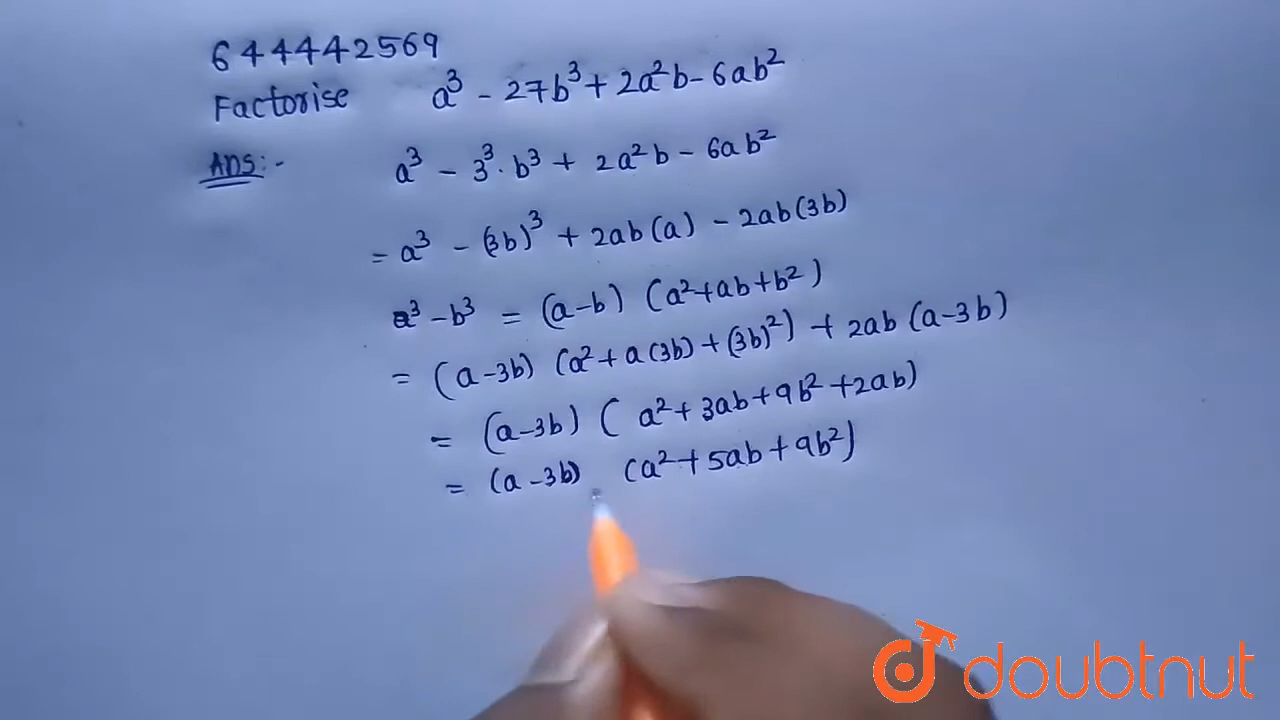 644442569
Factorise a³ - 27b³ + 2a²b - 6ab²
Ans:- a³ - 3³ · b³ + 2a²b - 6ab²
= a³ - (3b)³ + 2ab(a) - 2ab(3b)
a³ - b³ = (a-b) (a²+ab+b²)
= (a-3b) (a²+a(3b)+(3b)²) + 2ab(a-3b)
= (a-3b) (a²+3ab+9b²+2ab)
= (a-3b) (a²+5ab+9b²)
doubtnut